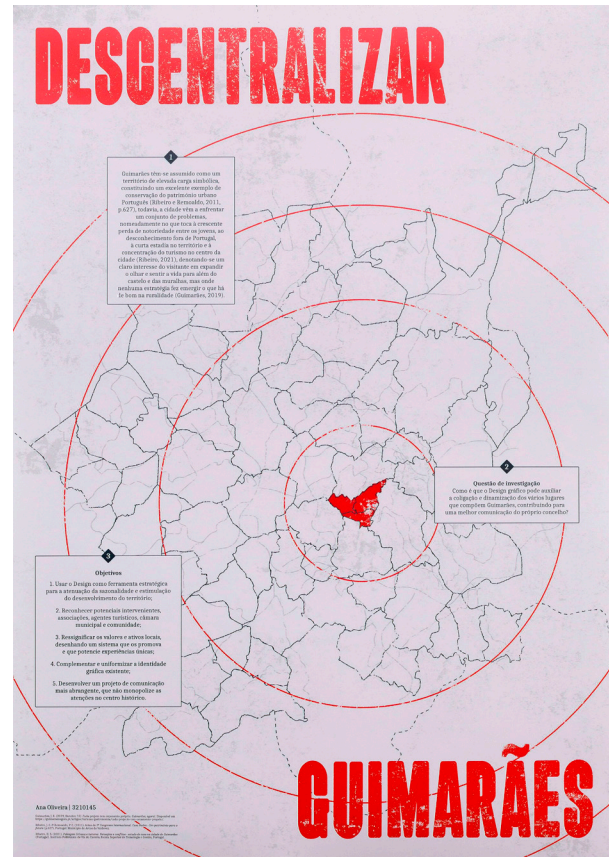 DESCENTRALIZAR
1
Guimarães têm-se assumido como um
território de elevada carga simbólica,
constituindo um excelente exemplo de
conservação do património urbano
Português (Ribeiro e Remoaldo, 2011,
p.627), todavia, a cidade vêm a enfrentar
um conjunto de problemas,
nomeadamente no que toca à crescente
perda de notoriedade entre os jovens, ao
desconhecimento fora de Portugal,
à curta estadia no território e à
concentração do turismo no centro da
cidade (Ribeiro, 2021), denotando-se um
claro interesse do visitante em expandir
o olhar e sentir a vida para além do
castelo e das muralhas, mas onde
nenhuma estratégia fez emergir o que há
de bom na ruralidade (Guimarães, 2019).
2
Questão de investigação
Como é que o Design gráfico pode auxiliar
a coligação e dinamização dos vários lugares
que compõem Guimarães, contribuindo para
uma melhor comunicação do próprio concelho?
3
Objetivos
1. Usar o Design como ferramenta estratégica
para a atenuação da sazonalidade e estimulação
do desenvolvimento do território;
2. Reconhecer potenciais intervenientes,
associações, agentes turísticos, câmara
municipal e comunidade;
3. Ressignificar os valores e ativos locais,
desenhando um sistema que os promova
e que potencie experiências únicas;
4. Complementar e uniformizar a identidade
gráfica existente;
5. Desenvolver um projeto de comunicação
mais abrangente, que não monopolize as
atenções no centro histórico.
GUIMARÃES
Ana Oliveira | 3210145